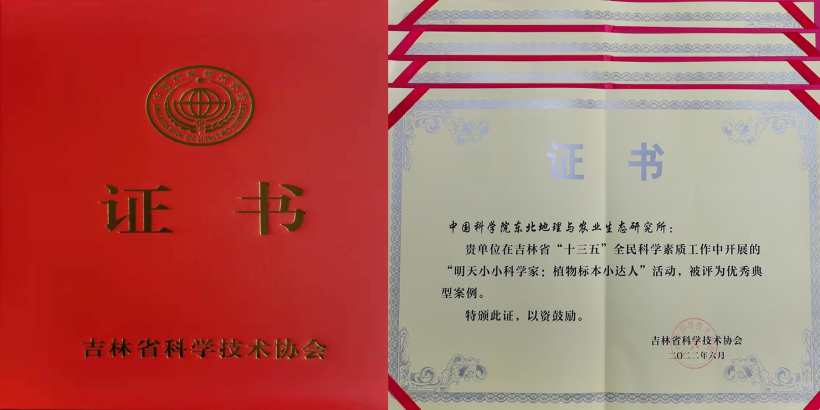 证 书
吉林省科学技术协会
证 书
中国科学院东北地理与农业生态研究所：
贵单位在吉林省“十三五”全民科学素质工作中开展的
“明天小小科学家：植物标本小达人”活动，被评为优秀典
型案例。
特颁此证，以资鼓励。
吉林省科学技术协会
二〇二二年六月